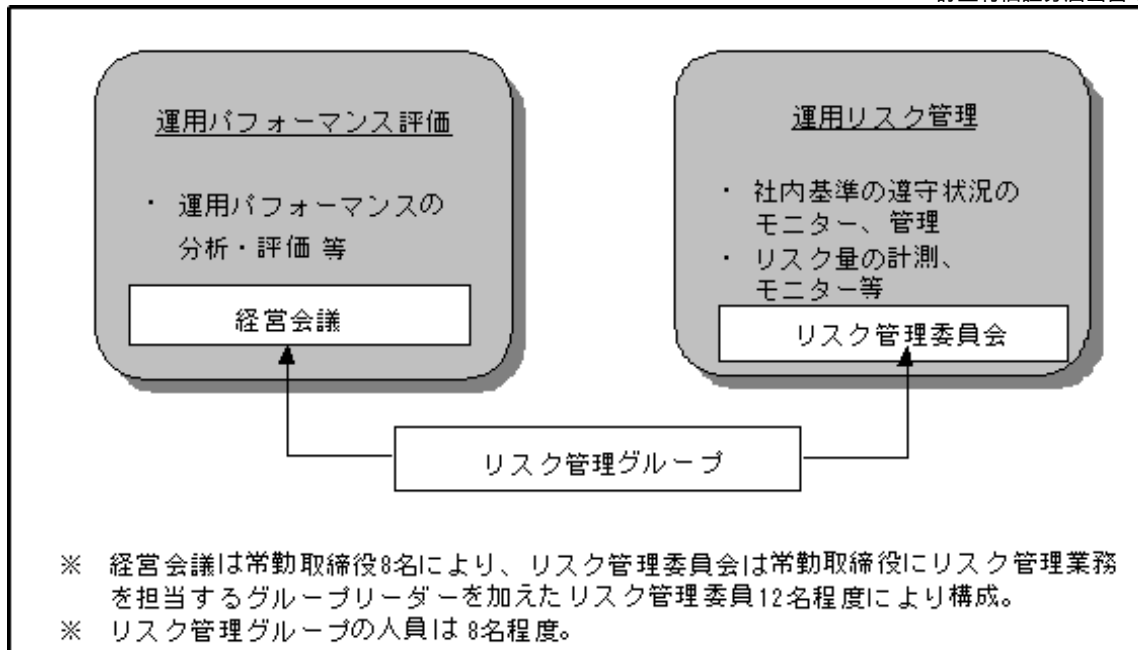 運用パフォーマンス評価
・ 運用パフォーマンスの
分析・評価 等
経営会議
運用リスク管理
・ 社内基準の遵守状況の
モニター、管理
・ リスク量の計測、
モニター等
リスク管理委員会
リスク管理グループ
※ 経営会議は常勤取締役8名により、リスク管理委員会は常勤取締役にリスク管理業務
を担当するグループリーダーを加えたリスク管理委員12名程度により構成。
※ リスク管理グループの人員は 8名程度。